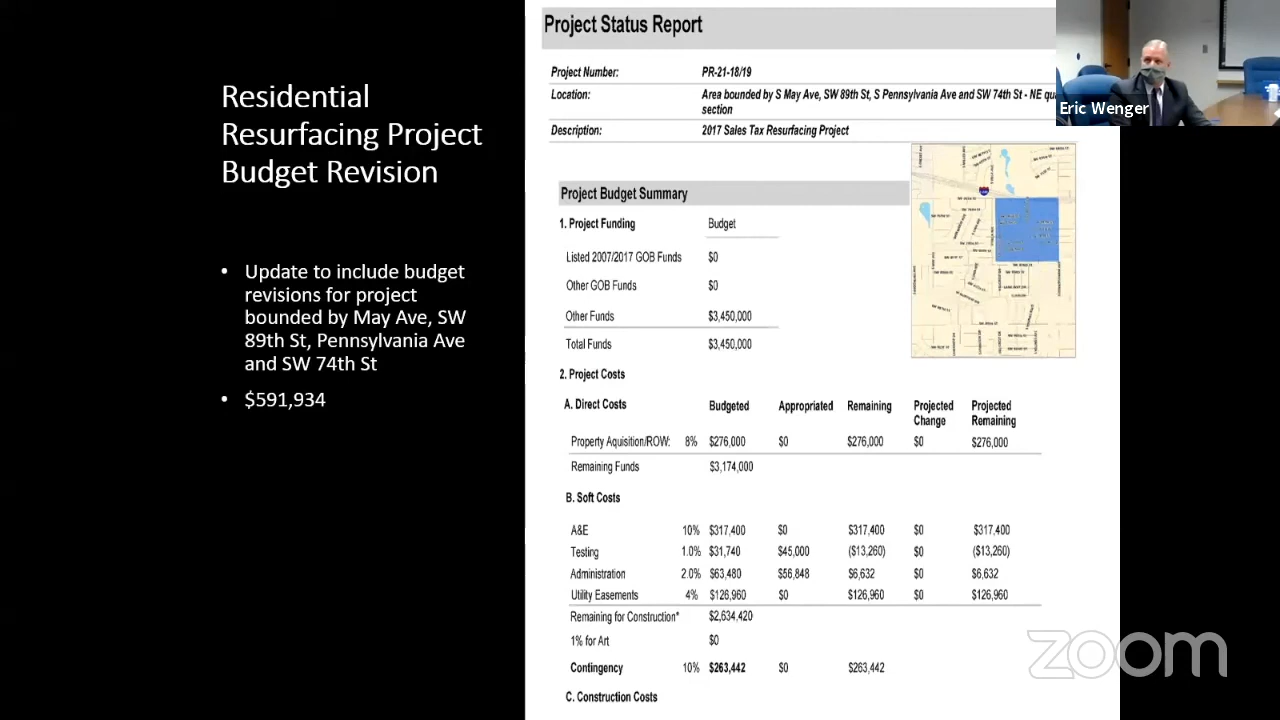 Residential
Resurfacing Project
Budget Revision
• Update to include budget
revisions for project
bounded by May Ave, SW
89th St, Pennsylvania Ave
and SW 74th St
• $591,934
Project Status Report
Project Number: PR-21-18/19
Location: Area bounded by S May Ave, SW 89th St, S Pennsylvania Ave and SW 74th St - NE
section
Description: 2017 Sales Tax Resurfacing Project
Project Budget Summary
1. Project Funding Budget
Listed 2007/2017 GOB Funds $0
Other GOB Funds $0
Other Funds $3,450,000
Total Funds $3,450,000
2. Project Costs
A. Direct Costs Budgeted Appropriated Remaining Projected Projected
Change Remaining
Property Aquisition/ROW: 8% $276,000 $0 $276,000 $0 $276,000
Remaining Funds $3,174,000
B. Soft Costs
A&E 10% $317,400 $0 $317,400 $0 $317,400
Testing 1.0% $31,740 $45,000 ($13,260) $0 ($13,260)
Administration 2.0% $63,480 $56,848 $6,632 $0 $6,632
Utility Easements 4% $126,960 $0 $126,960 $0 $126,960
Remaining for Construction* $2,634,420
1% for Art $0
Contingency 10% $263,442 $0 $263,442
C. Construction Costs
Eric Wenger
zoom